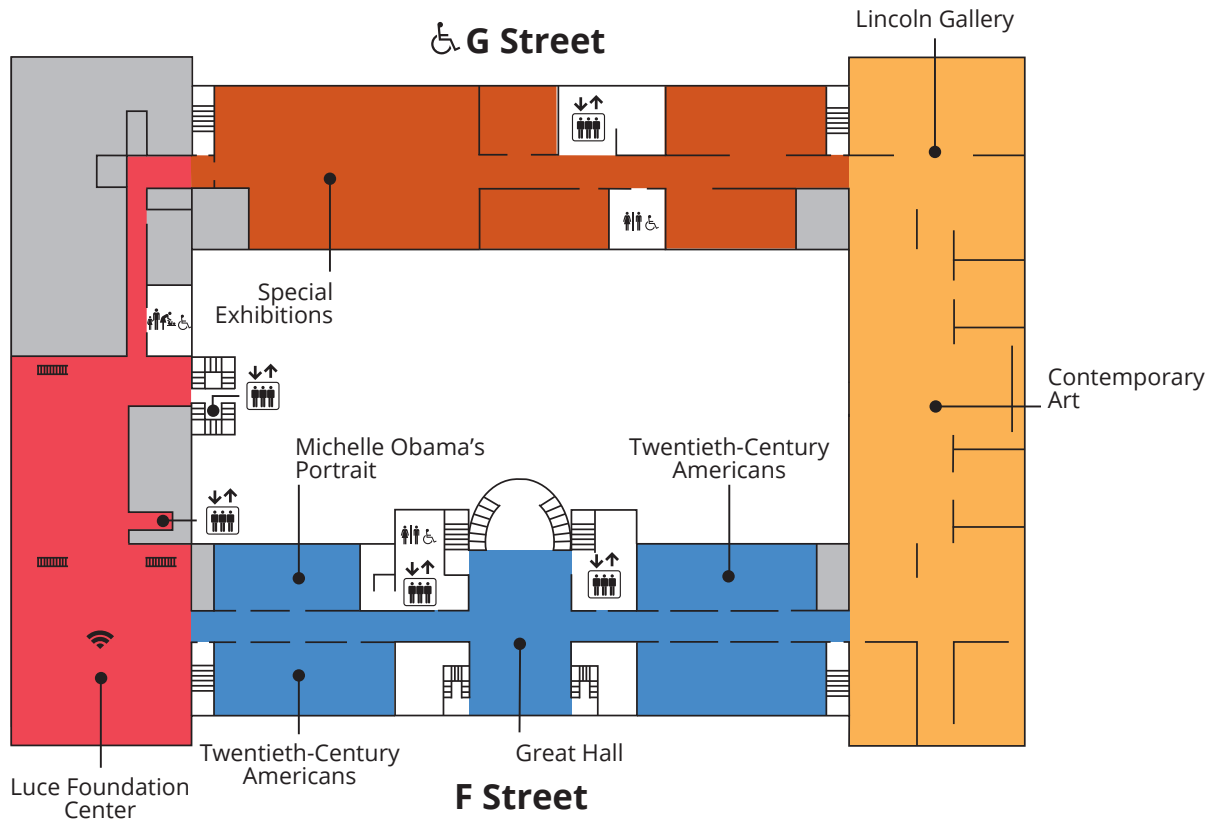 Lincoln Gallery
G Street
Special
Exhibitions
Contemporary
Art
Michelle Obama’s
Portrait
Twentieth-Century
Americans
Twentieth-Century
Americans
Great Hall
Luce Foundation
Center
F Street